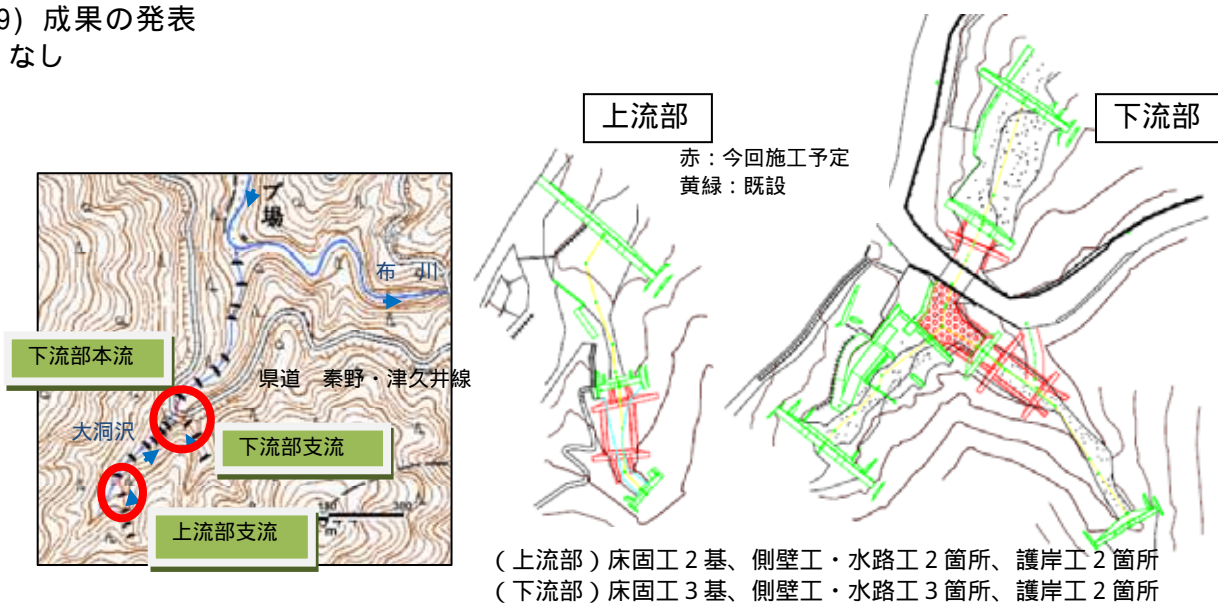 9) 成果の発表
なし
上流部
下流部
赤：今回施工予定
黄緑：既設
プ場
布 川
下流部本流
県道 秦野・津久井線
大洞沢
下流部支流
上流部支流
(上流部)床固工2基、側壁工・水路工2箇所、護岸工2箇所
(下流部)床固工3基、側壁工・水路工3箇所、護岸工2箇所